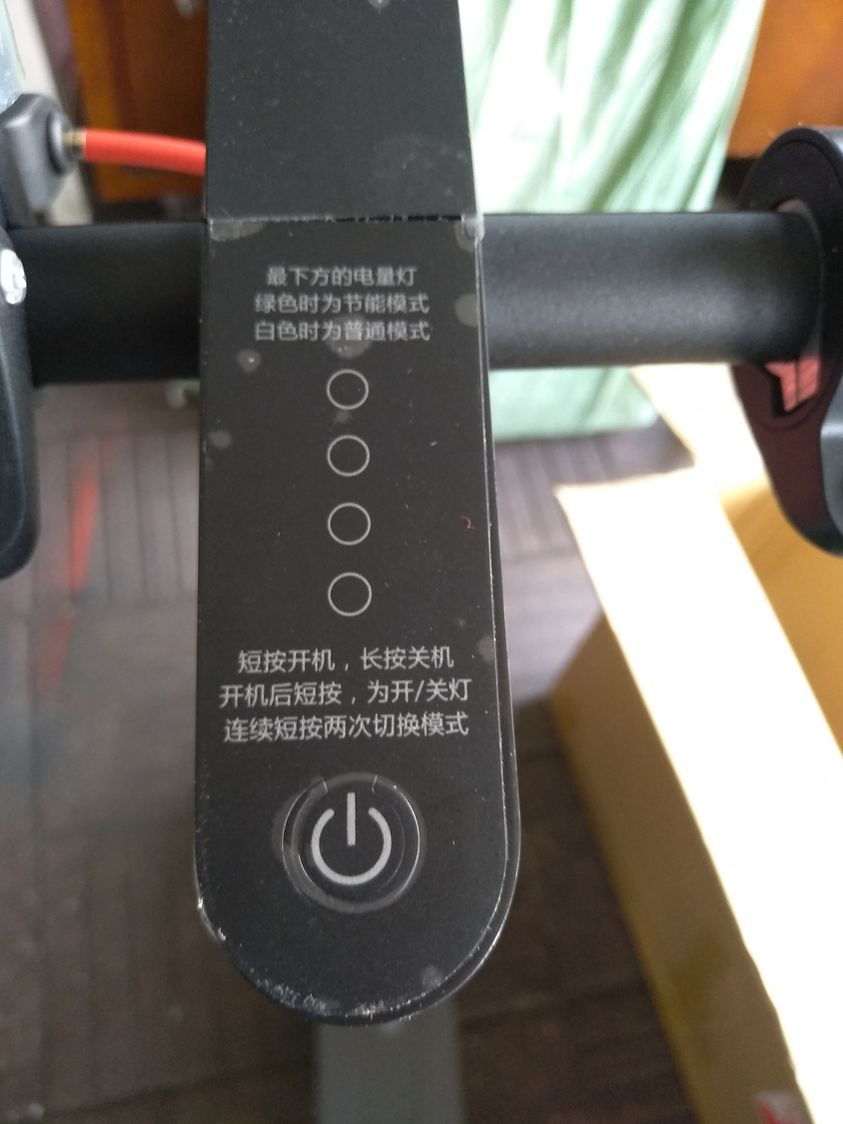 最下方的电量灯
绿色时为节能模式
白色时为普通模式
短按开机，长按关机
开机后短按，为开/关灯
连续短按两次切换模式